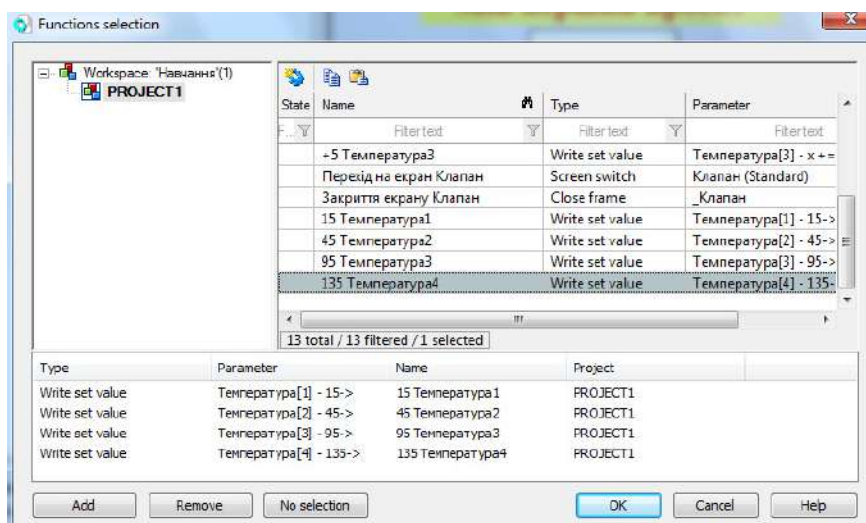 Functions selection
Workspace: 'Навчання'(1)
PROJECT1
State Name Type Parameter
F... Filter text Filter text Filter text
+5 Температура3 Write set value Температура[3] - x +=
Перехід на екран Клапан Screen switch Клапан (Standard)
Закриття екрану Клапан Close frame _Клапан
15 Температура1 Write set value Температура[1] - 15->
45 Температура2 Write set value Температура[2] - 45->
95 Температура3 Write set value Температура[3] - 95->
135 Температура4 Write set value Температура[4] - 135-
13 total / 13 filtered / 1 selected
Type Parameter Name Project
Write set value Температура[1] - 15-> 15 Температура1 PROJECT1
Write set value Температура[2] - 45-> 45 Температура2 PROJECT1
Write set value Температура[3] - 95-> 95 Температура3 PROJECT1
Write set value Температура[4] - 135-> 135 Температура4 PROJECT1
Add Remove No selection OK Cancel Help